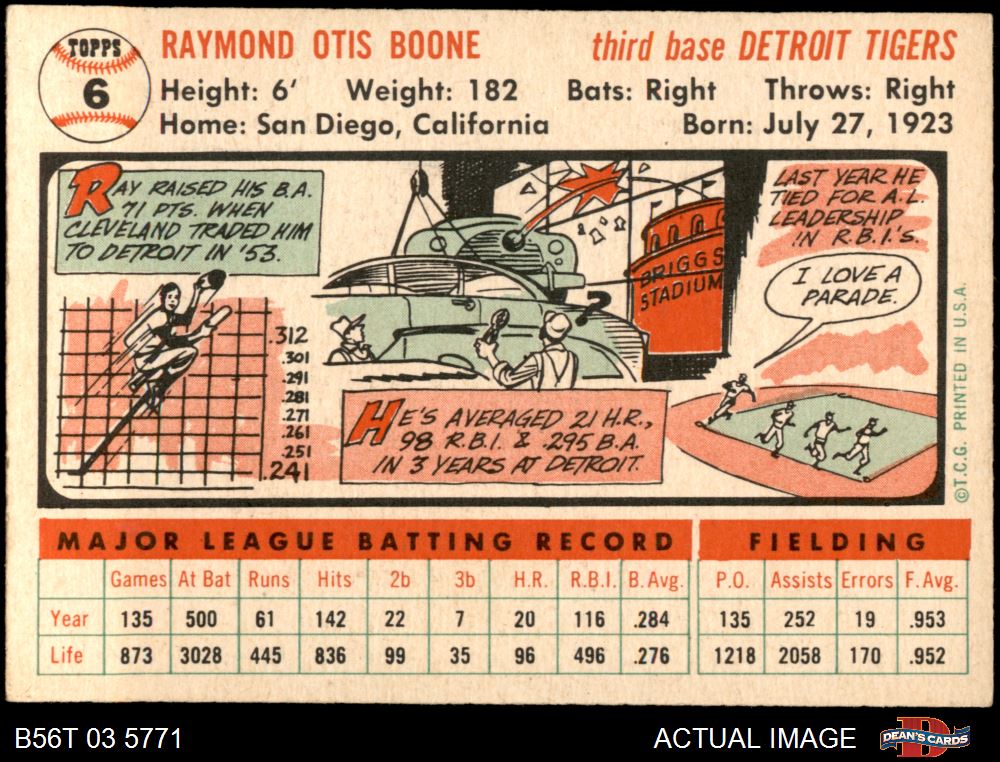 TOPPS
6
RAYMOND OTIS BOONE
third base DETROIT TIGERS
Height: 6' Weight: 182 Bats: Right Throws: Right
Home: San Diego, California Born: July 27, 1923
RAY RAISED HIS B.A.
71 PTS. WHEN
CLEVELAND TRADED HIM
TO DETROIT IN '53.
.312
.301
.291
.281
.271
.261
.251
.241
?
BRIGGS
STADIUM
HE'S AVERAGED 21 H.R.,
98 R.B.I. & .295 B.A.
IN 3 YEARS AT DETROIT.
LAST YEAR HE
TIED FOR A.L.
LEADERSHIP
IN R.B.I.'S.
I LOVE A
PARADE.
©T.C.G. PRINTED IN U.S.A.
MAJOR LEAGUE BATTING RECORD
Games At Bat Runs Hits 2b 3b H.R. R.B.I. B. Avg.
Year 135 500 61 142 22 7 20 116 .284
Life 873 3028 445 836 99 35 96 496 .276
FIELDING
P.O. Assists Errors F. Avg.
135 252 19 .953
1218 2058 170 .952
B56T 03 5771
ACTUAL IMAGE
D
DEAN'S CARDS